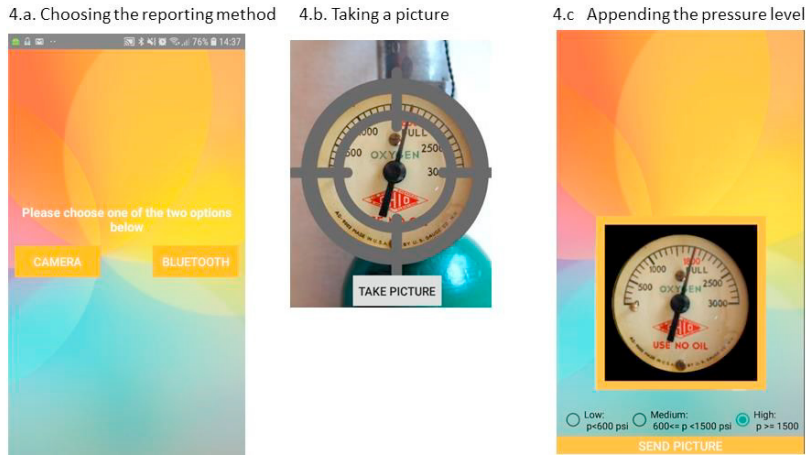 4.a. Choosing the reporting method
4.b. Taking a picture
4.c Appending the pressure level
76% 14:37
Please choose one of the two options
below
CAMERA
BLUETOOTH
500
OXYGEN
2500
TAKE PICTURE
1000
1500
FULL
500
OXYGEN
2500
3000
OHIO
USE NO OIL
Low:
p<600 psi
Medium:
600<= p <1500 psi
High:
p >= 1500
SEND PICTURE